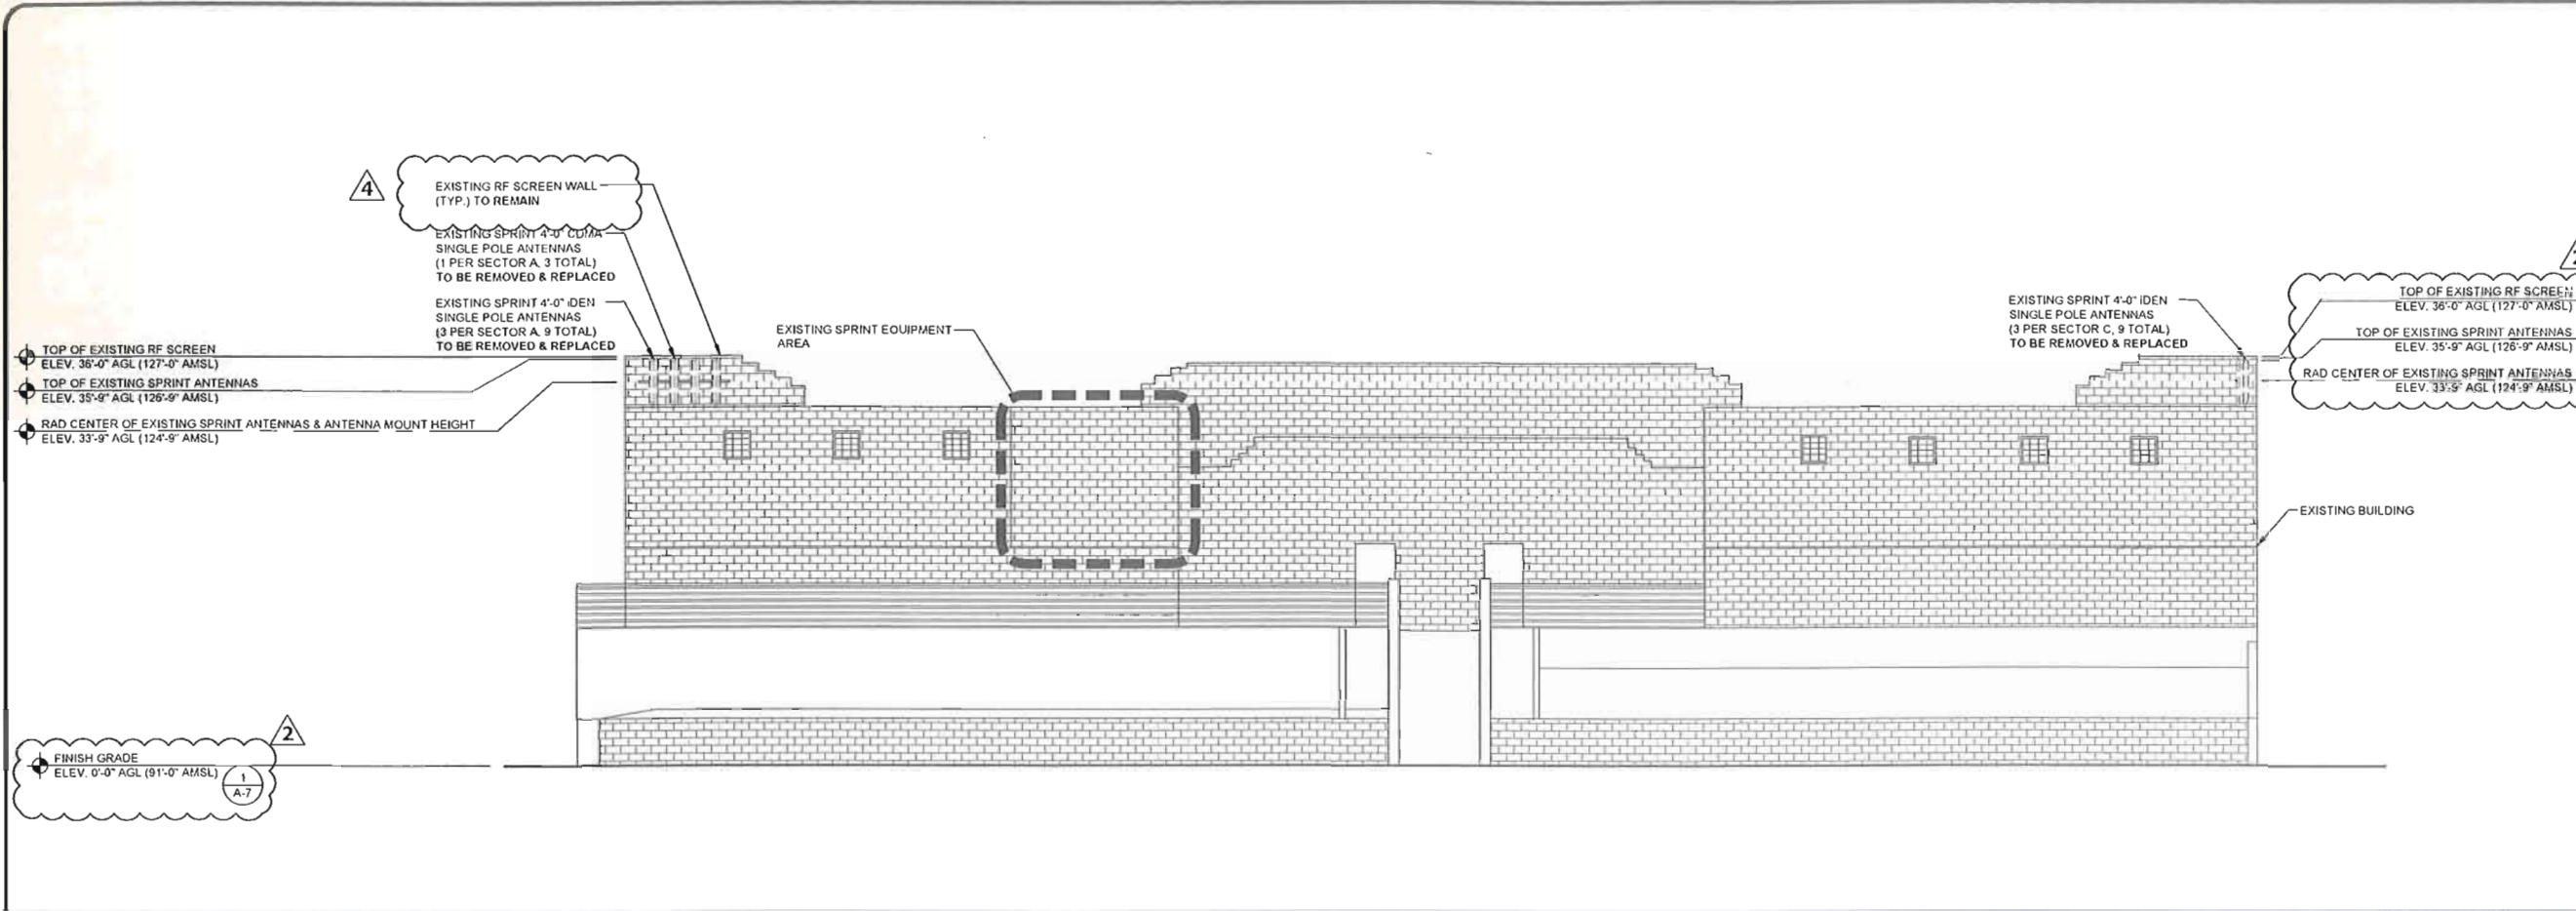 4
EXISTING RF SCREEN WALL
(TYP.) TO REMAIN
EXISTING SPRINT 4'-0" CDMA
SINGLE POLE ANTENNAS
(1 PER SECTOR A, 3 TOTAL)
TO BE REMOVED & REPLACED
EXISTING SPRINT 4'-0" iDEN
SINGLE POLE ANTENNAS
(3 PER SECTOR A, 9 TOTAL)
TO BE REMOVED & REPLACED
TOP OF EXISTING RF SCREEN
ELEV. 36'-0" AGL (127'-0" AMSL)
TOP OF EXISTING SPRINT ANTENNAS
ELEV. 35'-9" AGL (126'-9" AMSL)
RAD CENTER OF EXISTING SPRINT ANTENNAS & ANTENNA MOUNT HEIGHT
ELEV. 33'-9" AGL (124'-9" AMSL)
EXISTING SPRINT EQUIPMENT
AREA
EXISTING SPRINT 4'-0" IDEN
SINGLE POLE ANTENNAS
(3 PER SECTOR C, 9 TOTAL)
TO BE REMOVED & REPLACED
TOP OF EXISTING RF SCREEN
ELEV. 36'-0" AGL (127'-0" AMSL)
TOP OF EXISTING SPRINT ANTENNAS
ELEV. 35'-9" AGL (126'-9" AMSL)
RAD CENTER OF EXISTING SPRINT ANTENNAS
ELEV. 33'-9" AGL (124'-9" AMSL)
EXISTING BUILDING
2
FINISH GRADE
ELEV. 0'-0" AGL (91'-0" AMSL)
1
A-7